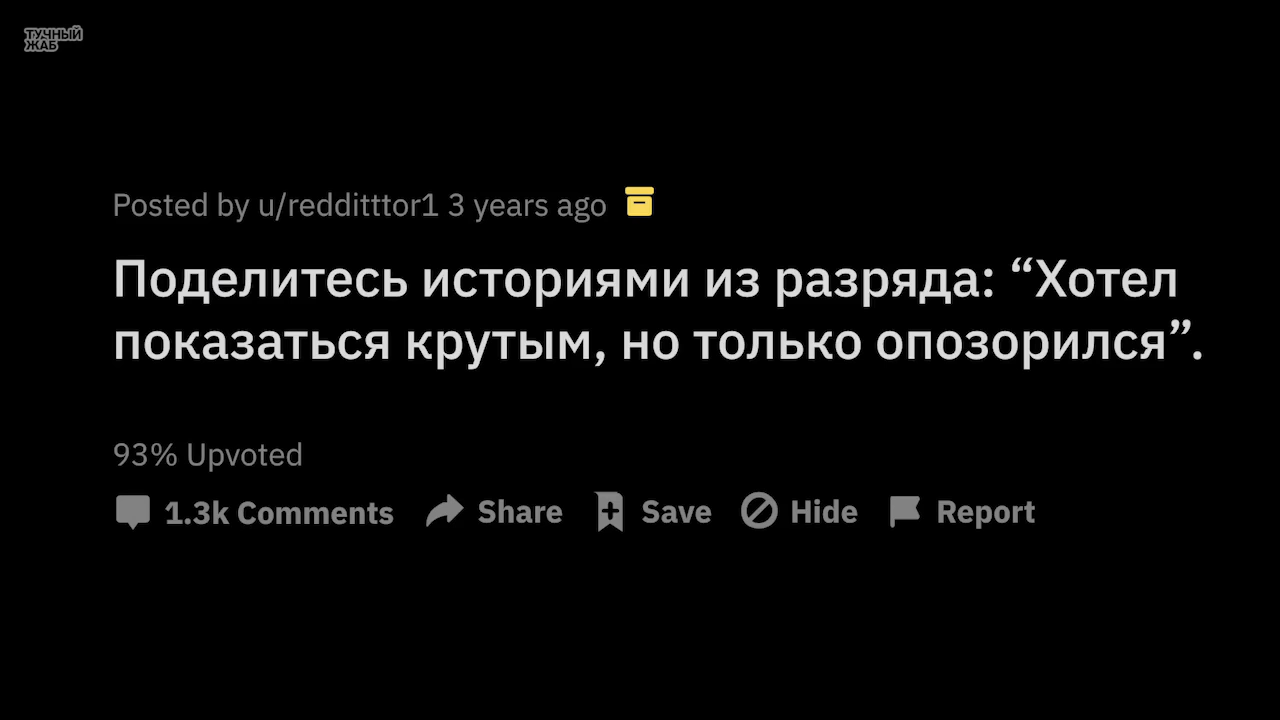 ТУЧНЫЙ
ЖАБ
Posted by u/reddittor1 3 years ago
Поделитесь историями из разряда: “Хотел
показаться крутым, но только опозорился”.
93% Upvoted
1.3k Comments Share Save Hide Report